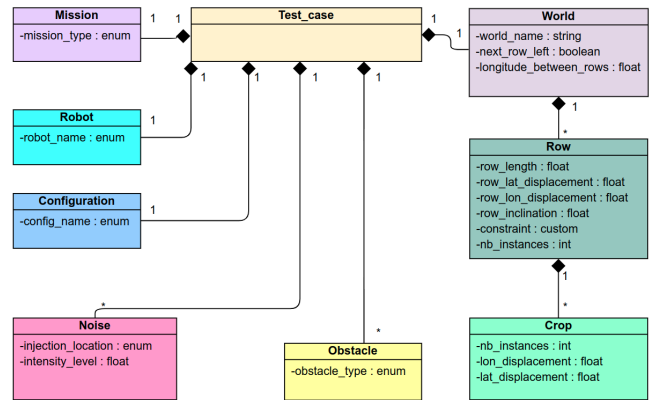 Mission
-mission_type : enum
1
1
Test_case
1
1
World
-world_name : string
-next_row_left : boolean
-longitude_between_rows : float
1
1
1
1
1
*
Robot
-robot_name : enum
1
Row
-row_length : float
-row_lat_displacement : float
-row_lon_displacement : float
-row_inclination : float
-constraint : custom
-nb_instances : int
Configuration
-config_name : enum
1
1
*
*
Noise
-injection_location : enum
-intensity_level : float
*
Obstacle
-obstacle_type : enum
Crop
-nb_instances : int
-lon_displacement : float
-lat_displacement : float